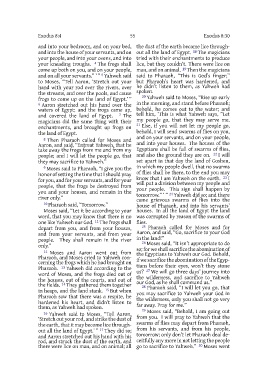 Exodus 8:4
55
Exodus 8:30
and into your bedroom, and on your bed,
and into the house of your servants, and on
your people, and into your ovens, and into
your kneading troughs. 4 The frogs shall
come up both on you, and on your people,
and on all your servants.” 5 Yahweh said
to Moses, “Tell Aaron, ‘Stretch out your
hand with your rod over the rivers, over
the streams, and over the pools, and cause
frogs to come up on the land of Egypt.’”
6 Aaron stretched out his hand over the
waters of Egypt; and the frogs came up,
and covered the land of Egypt. 7 The
magicians did the same thing with their
enchantments, and brought up frogs on
the land of Egypt.
8 Then Pharaoh called for Moses and
Aaron, and said, “Entreat Yahweh, that he
take away the frogs from me and from my
people; and I will let the people go, that
they may sacrifice to Yahweh.”
9 Moses said to Pharaoh, “I give you the
honor of setting the time that I should pray
for you, and for your servants, and for your
people, that the frogs be destroyed from
you and your houses, and remain in the
river only.”
10 Pharaoh said, “Tomorrow.”
Moses said, “Let it be according to your
word, that you may know that there is no
one like Yahweh our God. 11 The frogs shall
depart from you, and from your houses,
and from your servants, and from your
people. They shall remain in the river
only.”
12 Moses and Aaron went out from
Pharaoh, and Moses cried to Yahweh con-
cerning the frogs which he had brought on
Pharaoh. 13 Yahweh did according to the
word of Moses, and the frogs died out of
the houses, out of the courts, and out of
the fields. 14 They gathered them together
in heaps, and the land stank. 15 But when
Pharaoh saw that there was a respite, he
hardened his heart, and didn’t listen to
them, as Yahweh had spoken.
16 Yahweh said to Moses, “Tell Aaron,
‘Stretch out your rod, and strike the dust of
the earth, that it may become lice through-
out all the land of Egypt.’” 17 They did so;
and Aaron stretched out his hand with his
rod, and struck the dust of the earth, and
there were lice on man, and on animal; all
the dust of the earth became lice through-
out all the land of Egypt. 18 The magicians
tried with their enchantments to produce
lice, but they couldn’t. There were lice on
man, and on animal. 19 Then the magicians
said to Pharaoh, “This is God’s finger;”
but Pharaoh’s heart was hardened, and
he didn’t listen to them, as Yahweh had
spoken.
20 Yahweh said to Moses, “Rise up early
in the morning, and stand before Pharaoh;
behold, he comes out to the water; and
tell him, ‘This is what Yahweh says, “Let
my people go, that they may serve me.
21 Else, if you will not let my people go,
behold, I will send swarms of flies on you,
and on your servants, and on your people,
and into your houses. The houses of the
Egyptians shall be full of swarms of flies,
and also the ground they are on. 22 I will
set apart in that day the land of Goshen,
in which my people dwell, that no swarms
of flies shall be there, to the end you may
know that I am Yahweh on the earth. 23 I
will put a division between my people and
your people. This sign shall happen by
tomorrow.”’” 24 Yahweh did so; and there
came grievous swarms of flies into the
house of Pharaoh, and into his servants’
houses. In all the land of Egypt the land
was corrupted by reason of the swarms of
flies.
25 Pharaoh called for Moses and for
Aaron, and said, “Go, sacrifice to your God
in the land!”
26 Moses said, “It isn’t appropriate to do
so; for we shall sacrifice the abomination of
the Egyptians to Yahweh our God. Behold,
if we sacrifice the abomination of the Egyp-
tians before their eyes, won’t they stone
us? 27 We will go three days’ journey into
the wilderness, and sacrifice to Yahweh
our God, as he shall command us.”
28 Pharaoh said, “I will let you go, that
you may sacrifice to Yahweh your God in
the wilderness, only you shall not go very
far away. Pray for me.”
29 Moses said, “Behold, I am going out
from you. I will pray to Yahweh that the
swarms of flies may depart from Pharaoh,
from his servants, and from his people,
tomorrow; only don’t let Pharaoh deal de-
ceitfully any more in not letting the people
go to sacrifice to Yahweh.” 30 Moses went